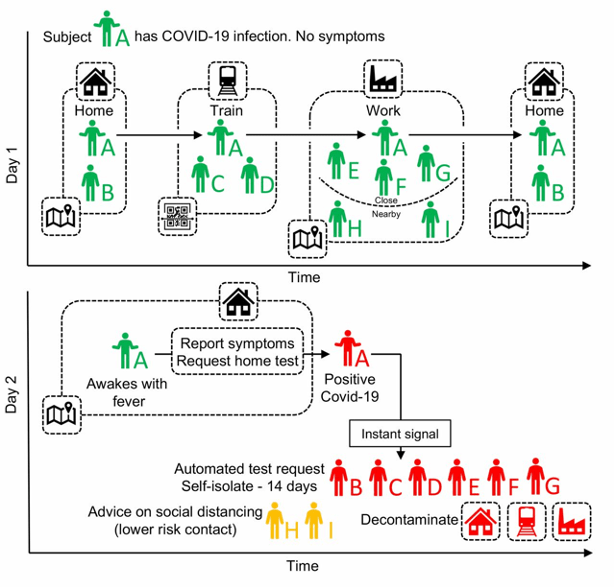 Subject A has COVID-19 infection. No symptoms
Day 1
Home
A
B
Train
A
C D
Work
A
E F G
Close
Nearby
H I
Home
A
B
Time
Day 2
A
Awakes with
fever
Report symptoms
Request home test
A
Positive
Covid-19
Instant signal
Automated test request
Self-isolate - 14 days
B C D E F G
Advice on social distancing
(lower risk contact)
H I
Decontaminate
Time